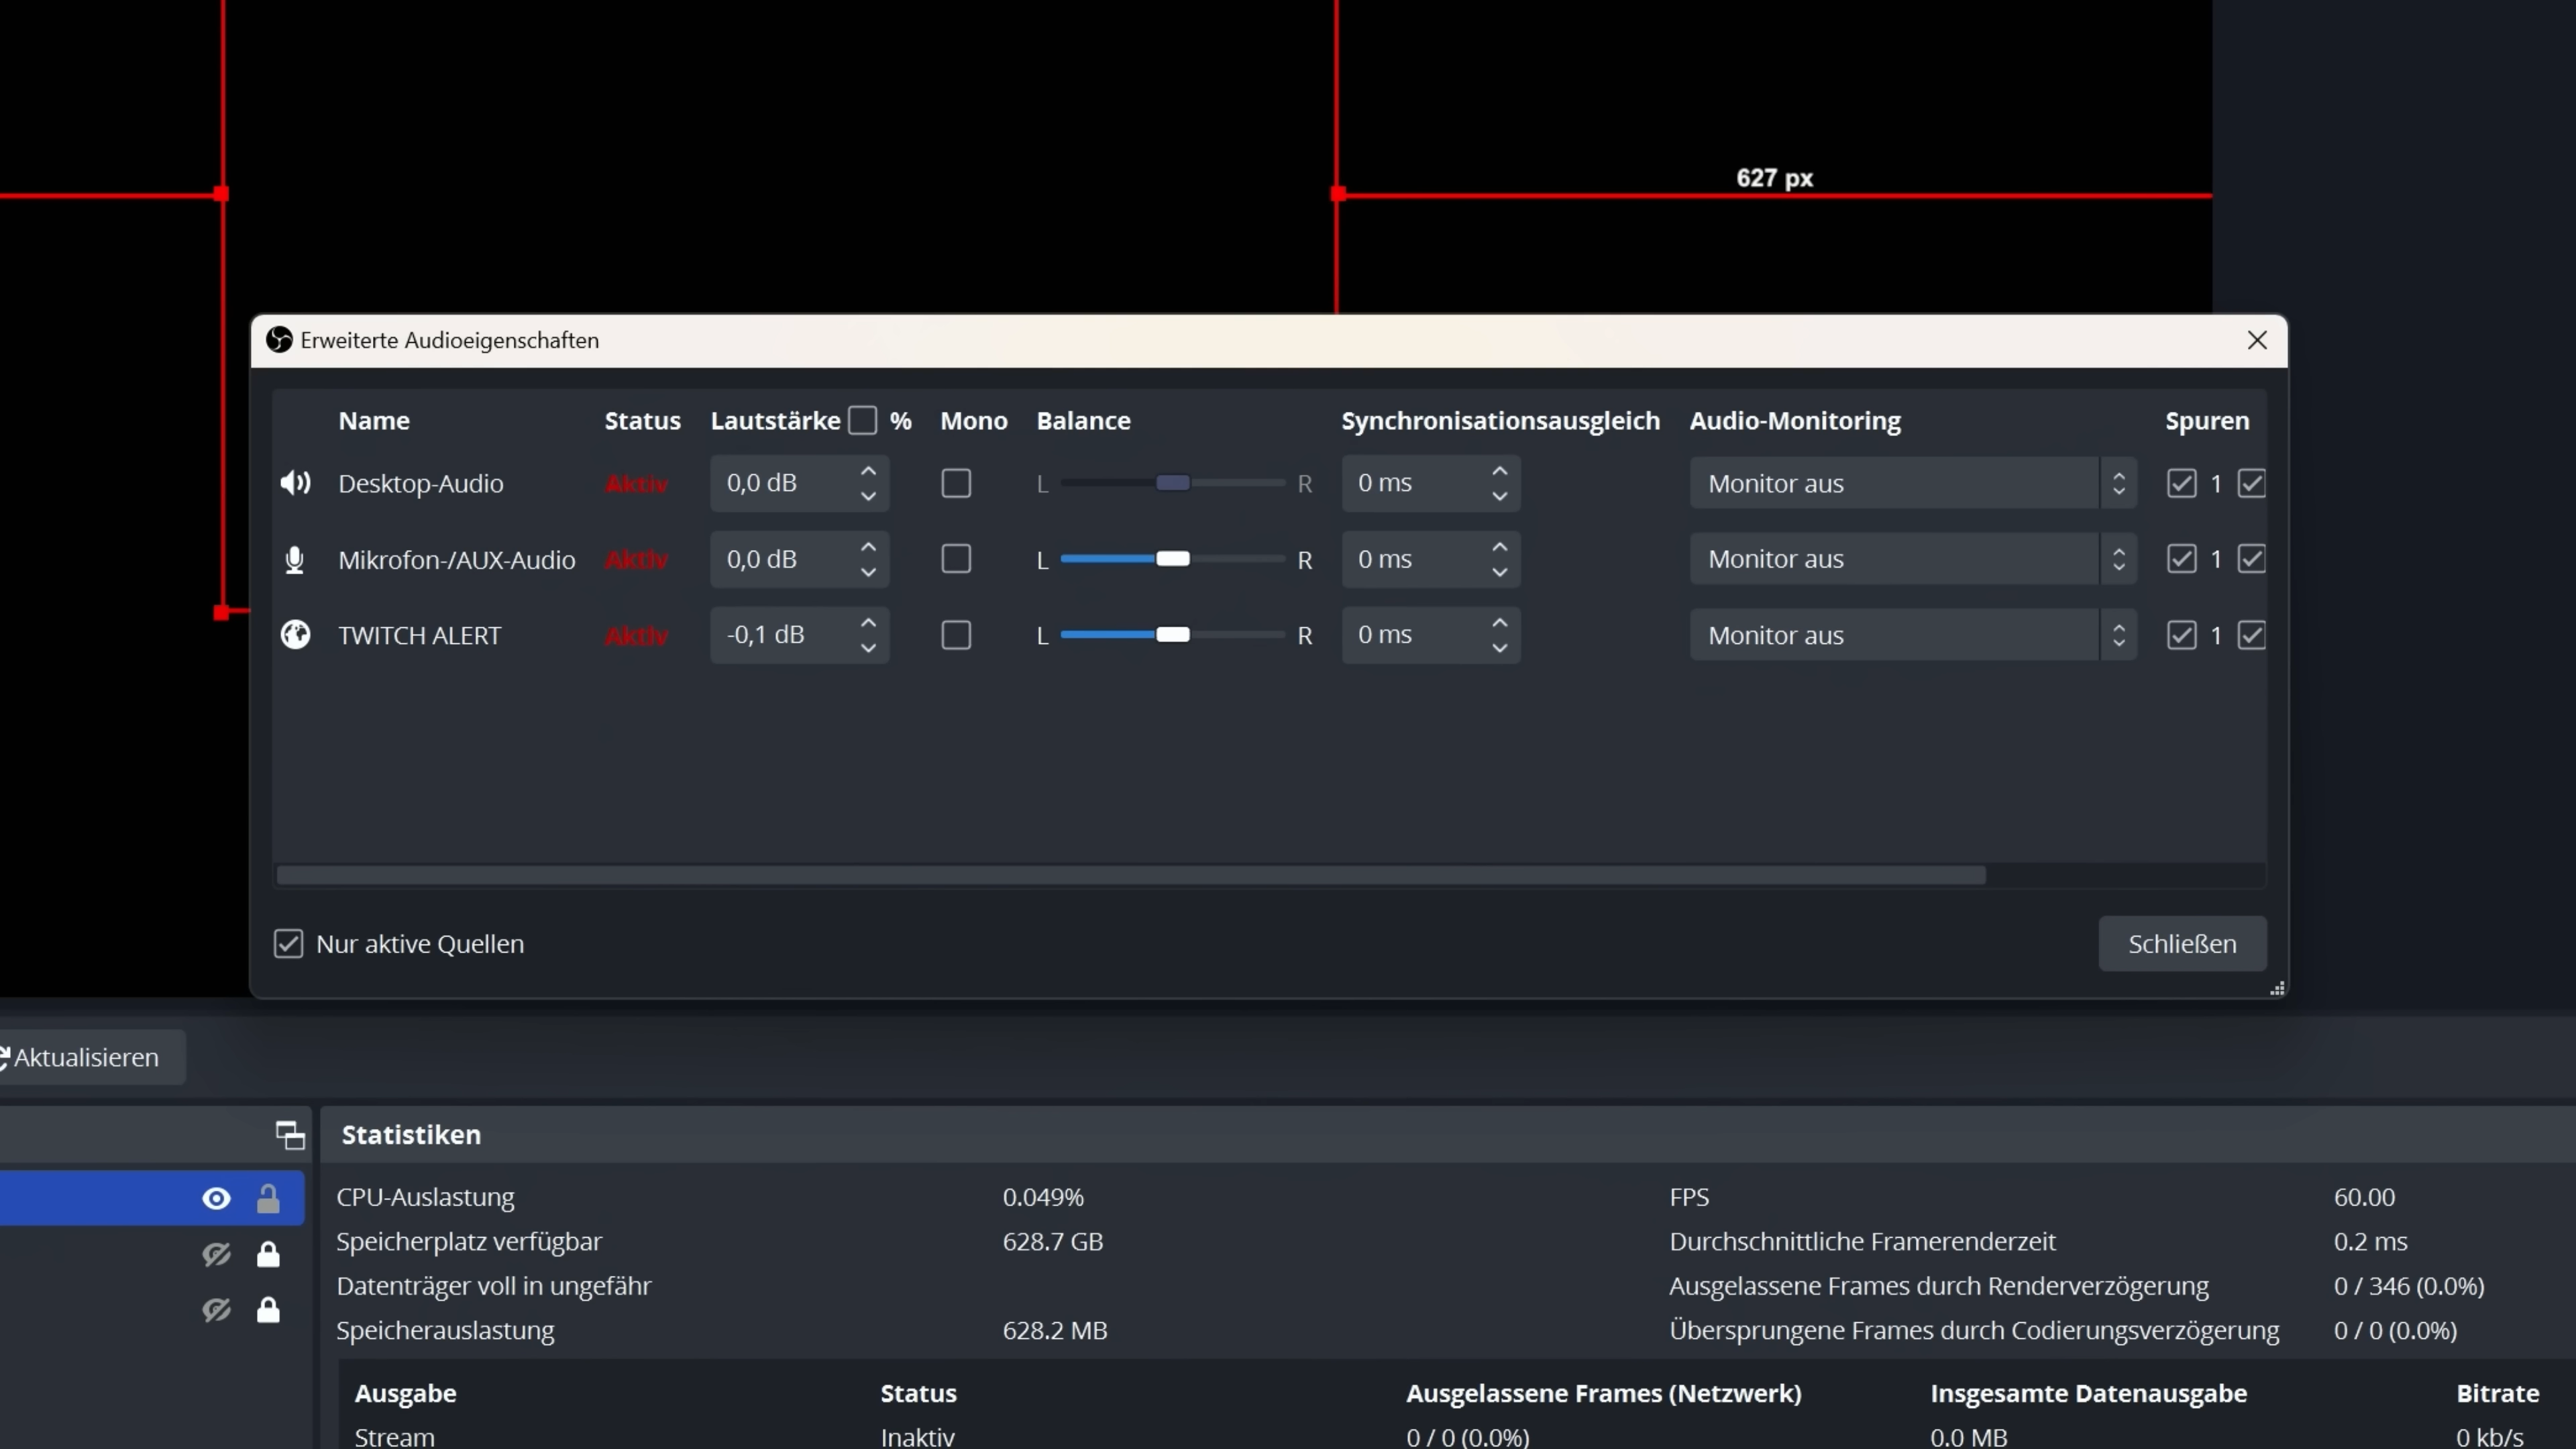 627 px
Erweiterte Audioeigenschaften
Name Status Lautstärke % Mono Balance Synchronisationsausgleich Audio-Monitoring Spuren
Desktop-Audio Aktiv 0,0 dB L R 0 ms Monitor aus 1
Mikrofon-/AUX-Audio Aktiv 0,0 dB L R 0 ms Monitor aus 1
TWITCH ALERT Aktiv -0,1 dB L R 0 ms Monitor aus 1
Nur aktive Quellen Schließen
Aktualisieren
Statistiken
CPU-Auslastung 0.049% FPS 60.00
Speicherplatz verfügbar 628.7 GB Durchschnittliche Framerenderzeit 0.2 ms
Datenträger voll in ungefähr Ausgelassene Frames durch Renderverzögerung 0 / 346 (0.0%)
Speicherauslastung 628.2 MB Übersprungene Frames durch Codierungsverzögerung 0 / 0 (0.0%)
Ausgabe Status Ausgelassene Frames (Netzwerk) Insgesamte Datenausgabe Bitrate
Stream Inaktiv 0 / 0 (0.0%) 0.0 MB 0 kb/s